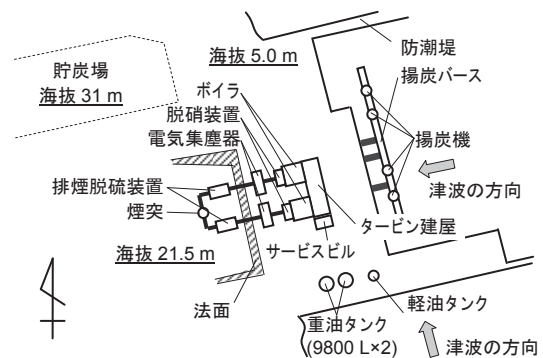 海抜 5.0 m
防潮堤
貯炭場
海抜 31 m
ボイラ
脱硝装置
電気集塵器
揚炭バース
揚炭機
津波の方向
排煙脱硫装置
煙突
タービン建屋
サービスビル
海抜 21.5 m
法面
軽油タンク
重油タンク
(9800 L×2)
津波の方向